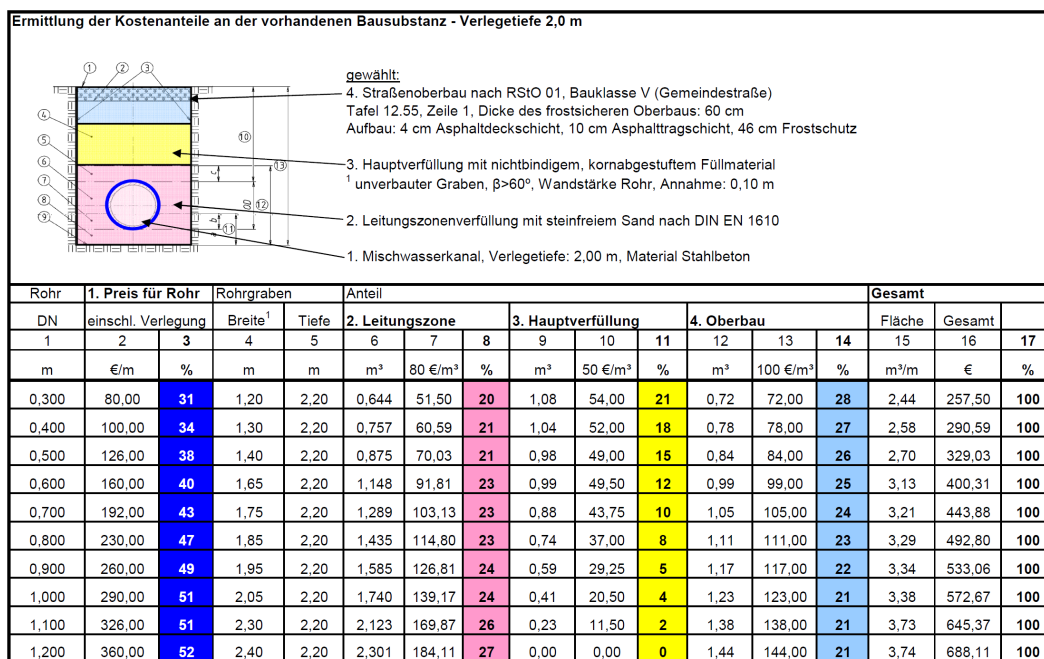 Ermittlung der Kostenanteile an der vorhandenen Bausubstanz - Verlegetiefe 2,0 m
gewählt:
4. Straßenoberbau nach RStO 01, Bauklasse V (Gemeindestraße)
Tafel 12.55, Zeile 1, Dicke des frostsicheren Oberbaus: 60 cm
Aufbau: 4 cm Asphaltdeckschicht, 10 cm Asphalttragschicht, 46 cm Frostschutz
3. Hauptverfüllung mit nichtbindigem, kornabgestuftem Füllmaterial
¹ unverbauter Graben, β>60º, Wandstärke Rohr, Annahme: 0,10 m
2. Leitungszonenverfüllung mit steinfreiem Sand nach DIN EN 1610
1. Mischwasserkanal, Verlegetiefe: 2,00 m, Material Stahlbeton
1 2 3
4
5
6
7
8
9
10
13
12
11
c
OD
b
a
Rohr 1. Preis für Rohr Rohrgraben Anteil Gesamt
DN einschl. Verlegung Breite¹ Tiefe 2. Leitungszone 3. Hauptverfüllung 4. Oberbau Fläche Gesamt
1 2 3 4 5 6 7 8 9 10 11 12 13 14 15 16 17
m €/m % m m m³ 80 €/m³ % m³ 50 €/m³ % m³ 100 €/m³ % m³/m € %
0,300 80,00 31 1,20 2,20 0,644 51,50 20 1,08 54,00 21 0,72 72,00 28 2,44 257,50 100
0,400 100,00 34 1,30 2,20 0,757 60,59 21 1,04 52,00 18 0,78 78,00 27 2,58 290,59 100
0,500 126,00 38 1,40 2,20 0,875 70,03 21 0,98 49,00 15 0,84 84,00 26 2,70 329,03 100
0,600 160,00 40 1,65 2,20 1,148 91,81 23 0,99 49,50 12 0,99 99,00 25 3,13 400,31 100
0,700 192,00 43 1,75 2,20 1,289 103,13 23 0,88 43,75 10 1,05 105,00 24 3,21 443,88 100
0,800 230,00 47 1,85 2,20 1,435 114,80 23 0,74 37,00 8 1,11 111,00 23 3,29 492,80 100
0,900 260,00 49 1,95 2,20 1,585 126,81 24 0,59 29,25 5 1,17 117,00 22 3,34 533,06 100
1,000 290,00 51 2,05 2,20 1,740 139,17 24 0,41 20,50 4 1,23 123,00 21 3,38 572,67 100
1,100 326,00 51 2,30 2,20 2,123 169,87 26 0,23 11,50 2 1,38 138,00 21 3,73 645,37 100
1,200 360,00 52 2,40 2,20 2,301 184,11 27 0,00 0,00 0 1,44 144,00 21 3,74 688,11 100